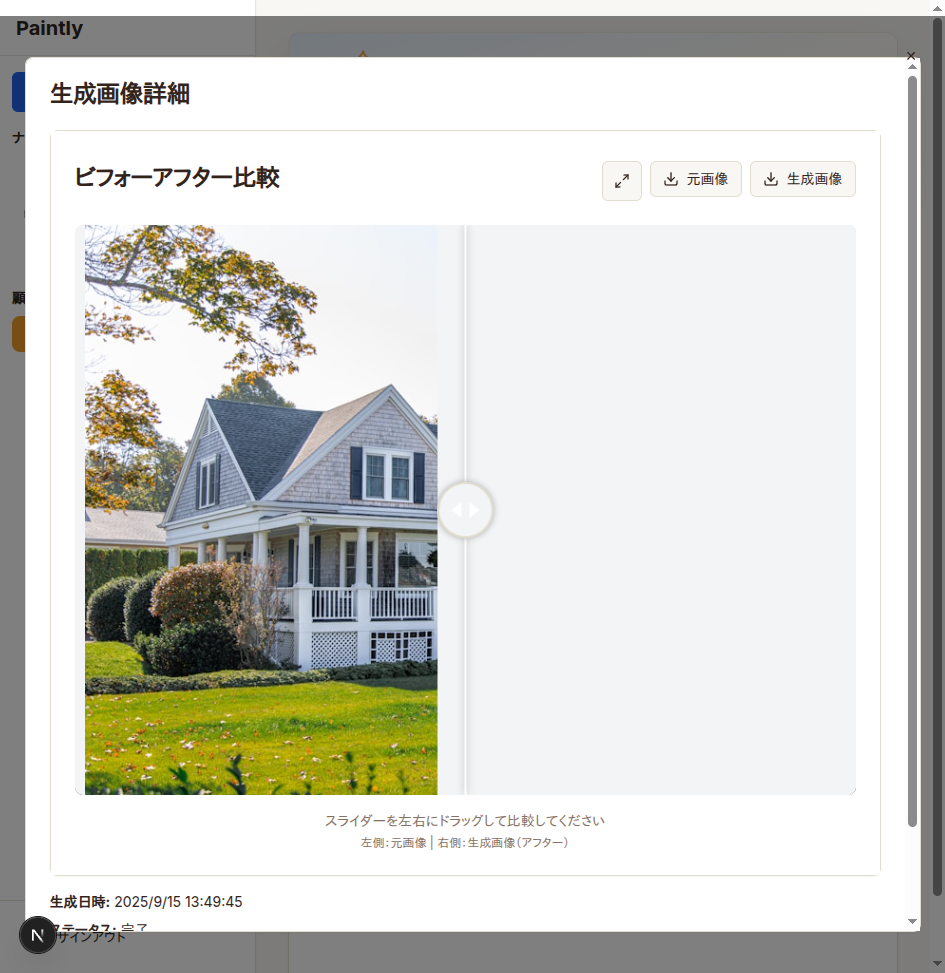 Paintly
生成画像詳細
ビフォーアフター比較
元画像
生成画像
ナ
顧
スライダーを左右にドラッグして比較してください
左側：元画像 | 右側：生成画像（アフター）
生成日時: 2025/9/15 13:49:45
ステータス: 完了
サインアウト
N